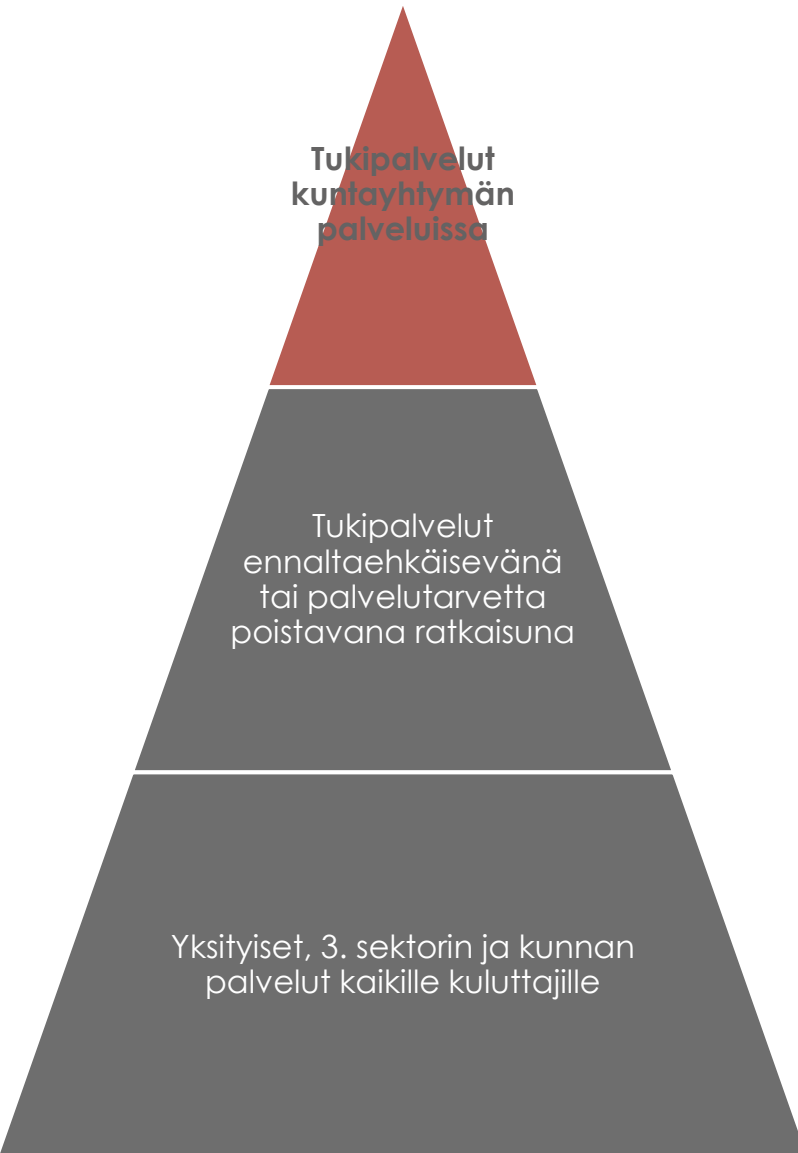 Tukipalvelut
kuntayhtymän
palveluissa
Tukipalvelut
ennaltaehkäisevänä
tai palvelutarvetta
poistavana ratkaisuna
Yksityiset, 3. sektorin ja kunnan
palvelut kaikille kuluttajille